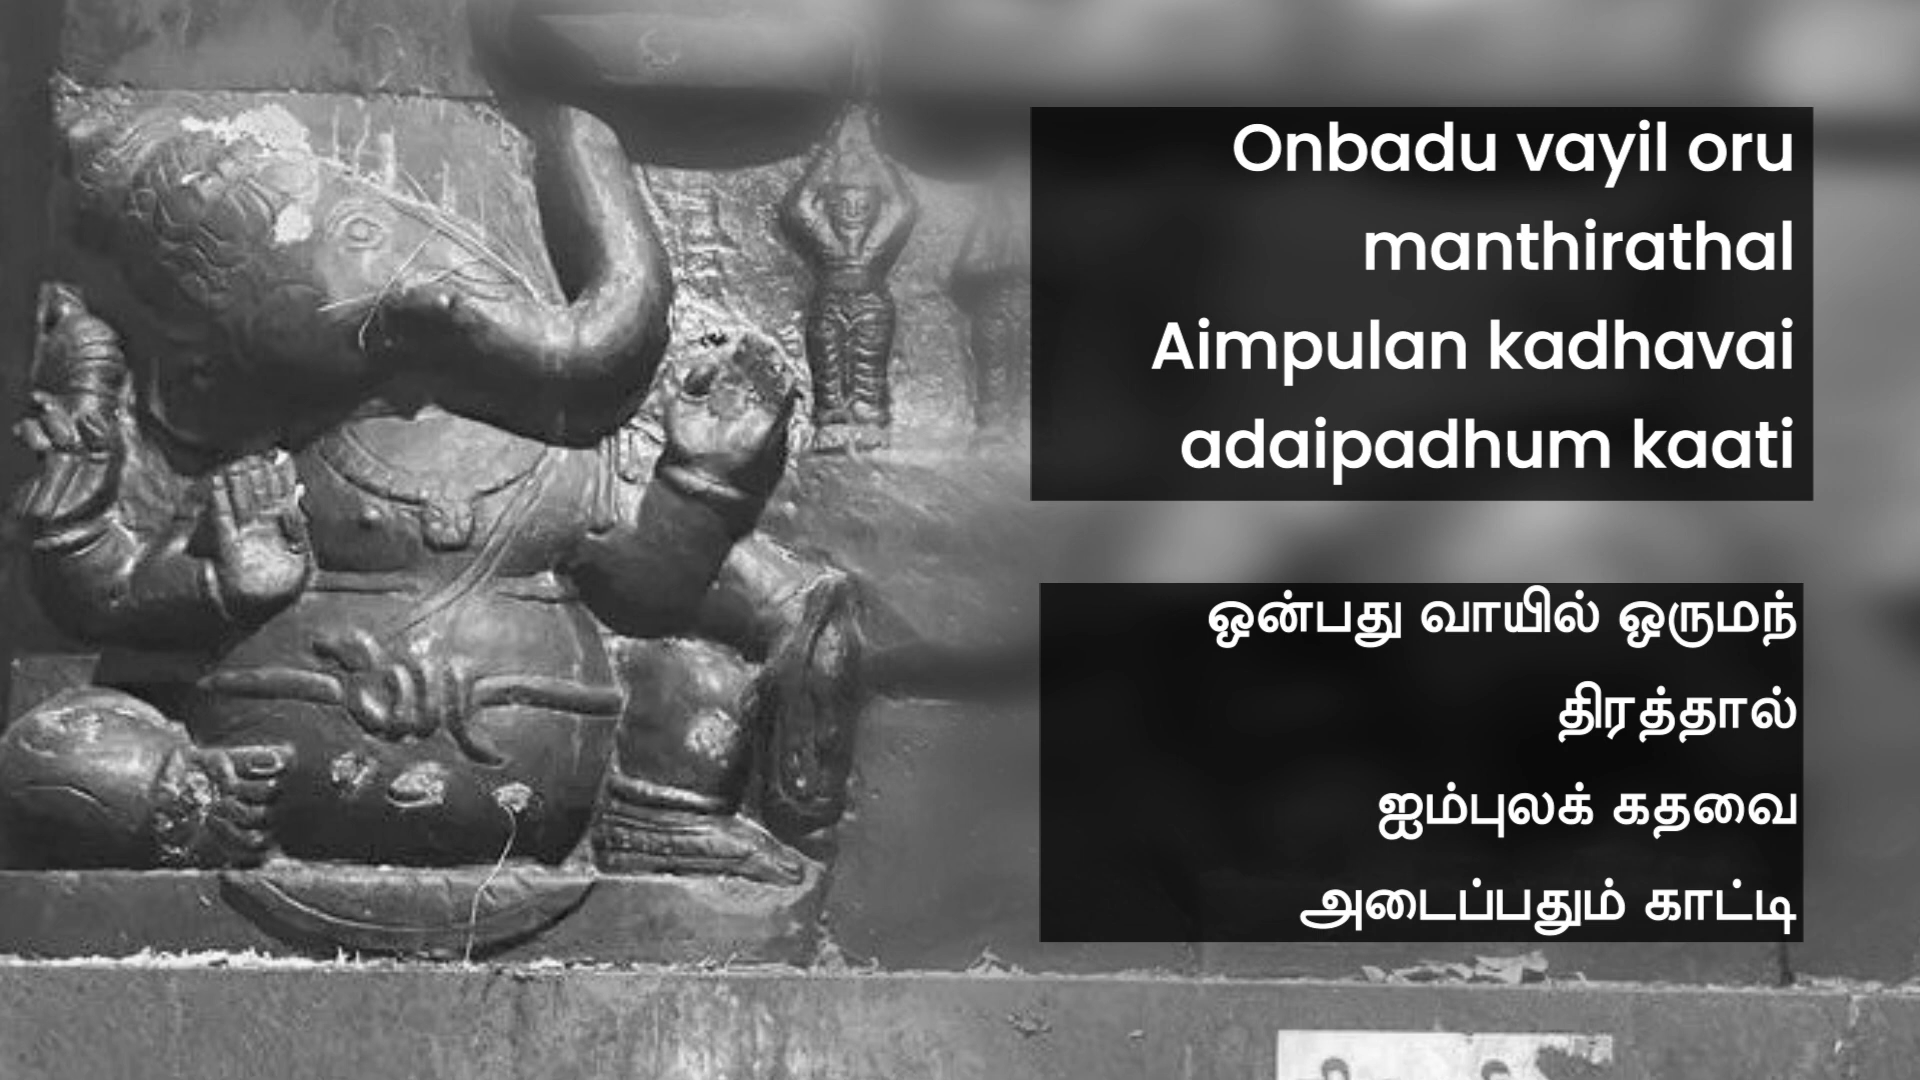 Onbadu vayil oru
manthirathal
Aimpulan kadhavai
adaipadhum kaati
ஒன்பது வாயில் ஒருமந்
திரத்தால்
ஐம்புலக் கதவை
அடைப்பதும் காட்டி